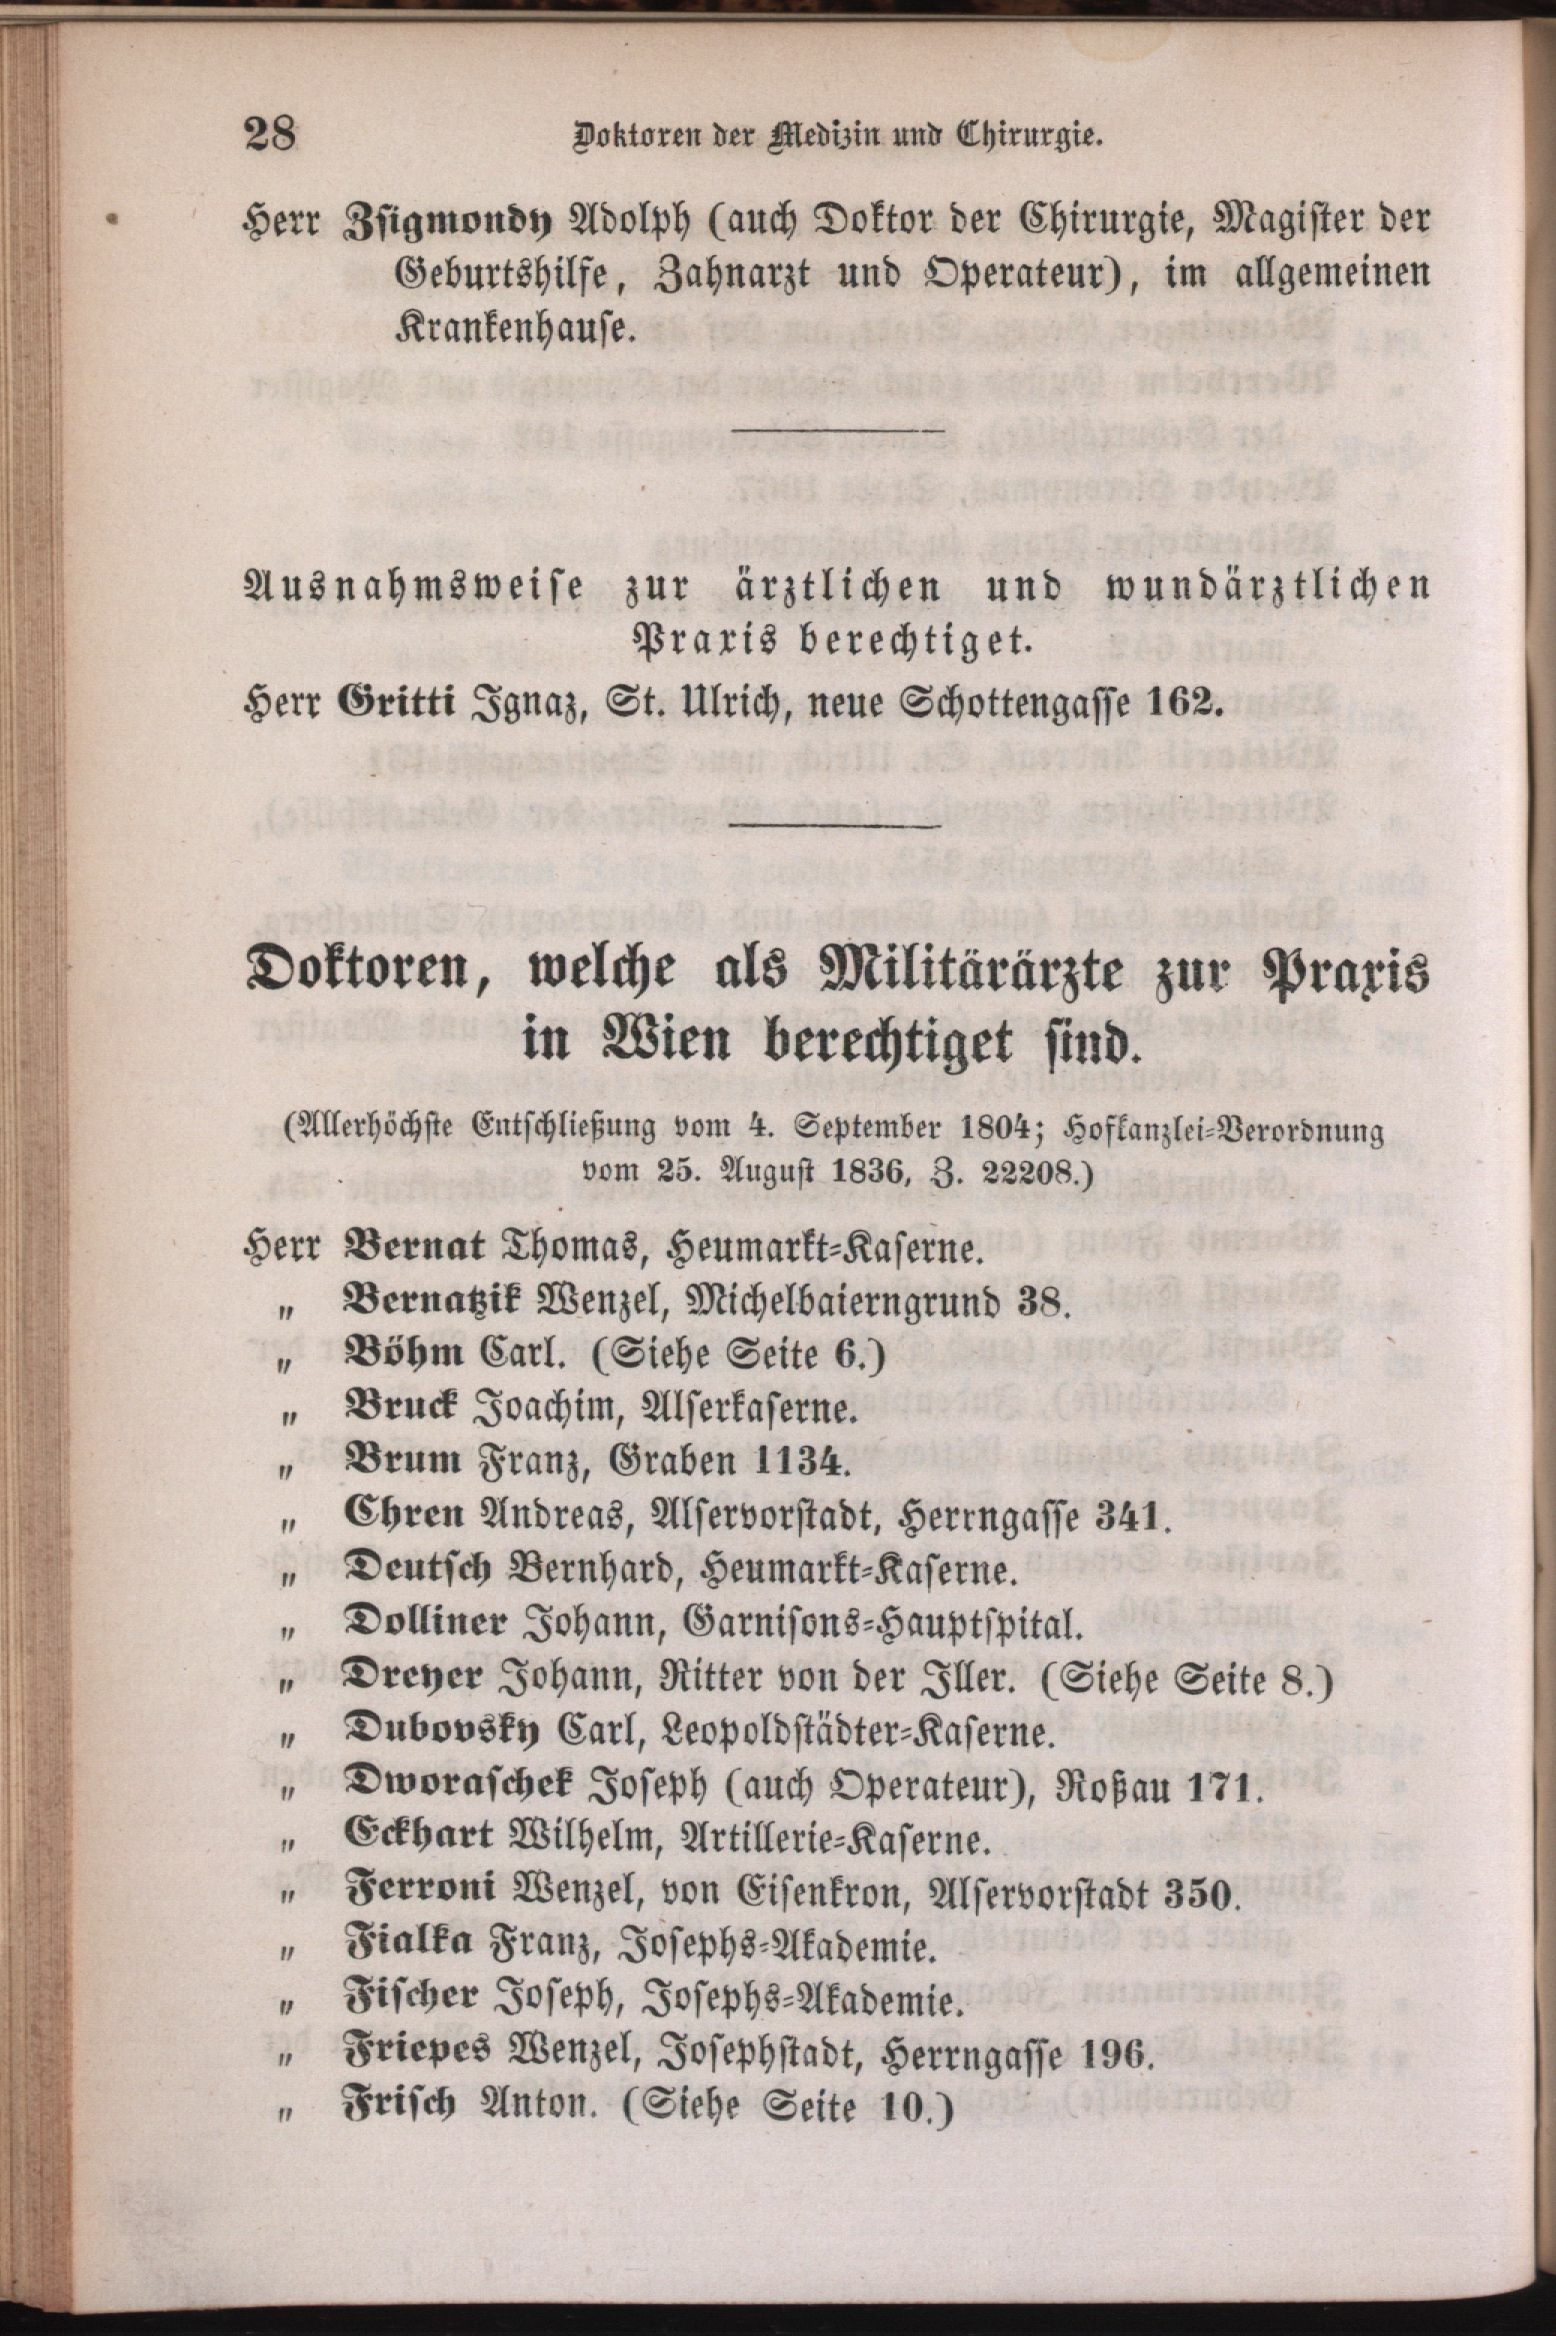 28 Doktoren der Medizin und Chirurgie.
Herr Zsigmondy Adolph (auch Doktor der Chirurgie, Magister der
Geburtshilfe, Zahnarzt und Operateur), im allgemeinen
Krankenhause.
Ausnahmsweise zur ärztlichen und wundärztlichen
Praxis berechtiget.
Herr Gritti Ignaz, St. Ulrich, neue Schottengasse 162.
Doktoren, welche als Militärärzte zur Praxis
in Wien berechtiget sind.
(Allerhöchste Entschließung vom 4. September 1804; Hofkanzlei-Verordnung
vom 25. August 1836, Z. 22208.)
Herr Bernat Thomas, Heumarkt-Kaserne.
„ Bernatzik Wenzel, Michelbaierngrund 38.
„ Böhm Carl. (Siehe Seite 6.)
„ Bruck Joachim, Alserkaserne.
„ Brum Franz, Graben 1134.
„ Chren Andreas, Alservorstadt, Herrngasse 341.
„ Deutsch Bernhard, Heumarkt-Kaserne.
„ Dolliner Johann, Garnisons-Hauptspital.
„ Dreyer Johann, Ritter von der Iller. (Siehe Seite 8.)
„ Dubovsky Carl, Leopoldstädter-Kaserne.
„ Dworaschek Joseph (auch Operateur), Roßau 171.
„ Eckhart Wilhelm, Artillerie-Kaserne.
„ Ferroni Wenzel, von Eisenkron, Alservorstadt 350.
„ Fialka Franz, Josephs-Akademie.
„ Fischer Joseph, Josephs-Akademie.
„ Friepes Wenzel, Josephstadt, Herrngasse 196.
„ Frisch Anton. (Siehe Seite 10.)